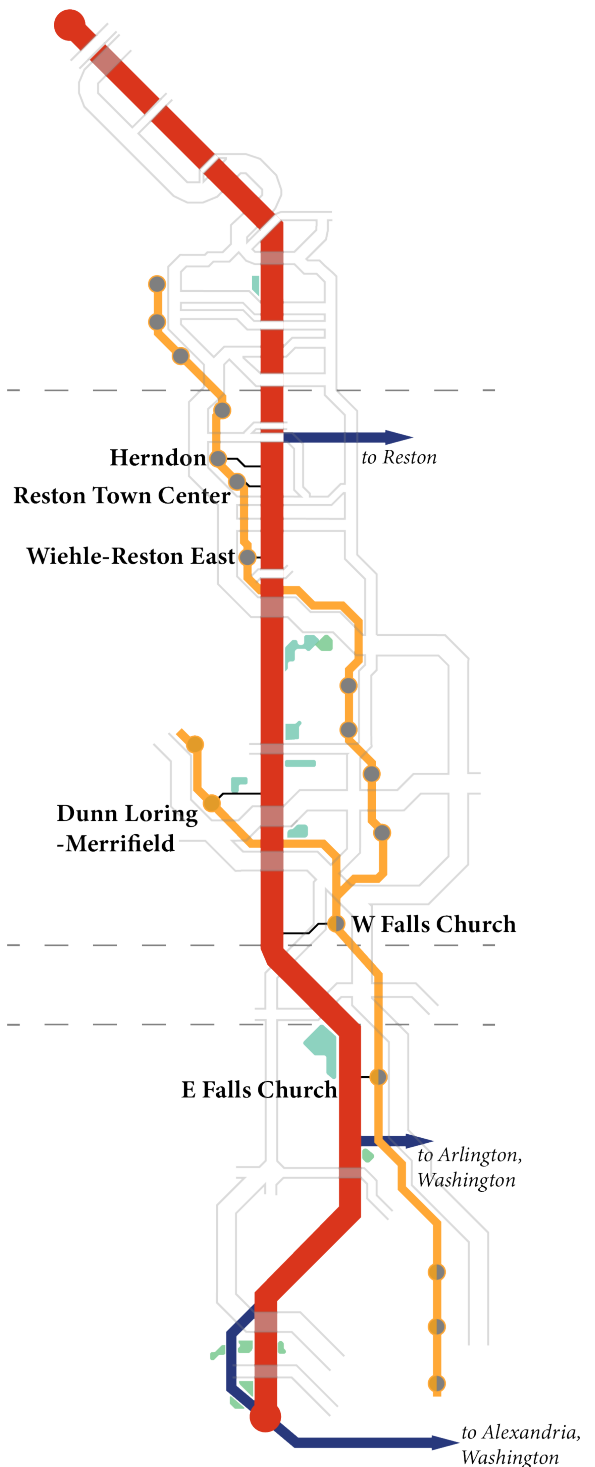 to Reston
Herndon
Reston Town Center
Wiehle-Reston East
Dunn Loring
-Merrifield
W Falls Church
E Falls Church
to Arlington,
Washington
to Alexandria,
Washington